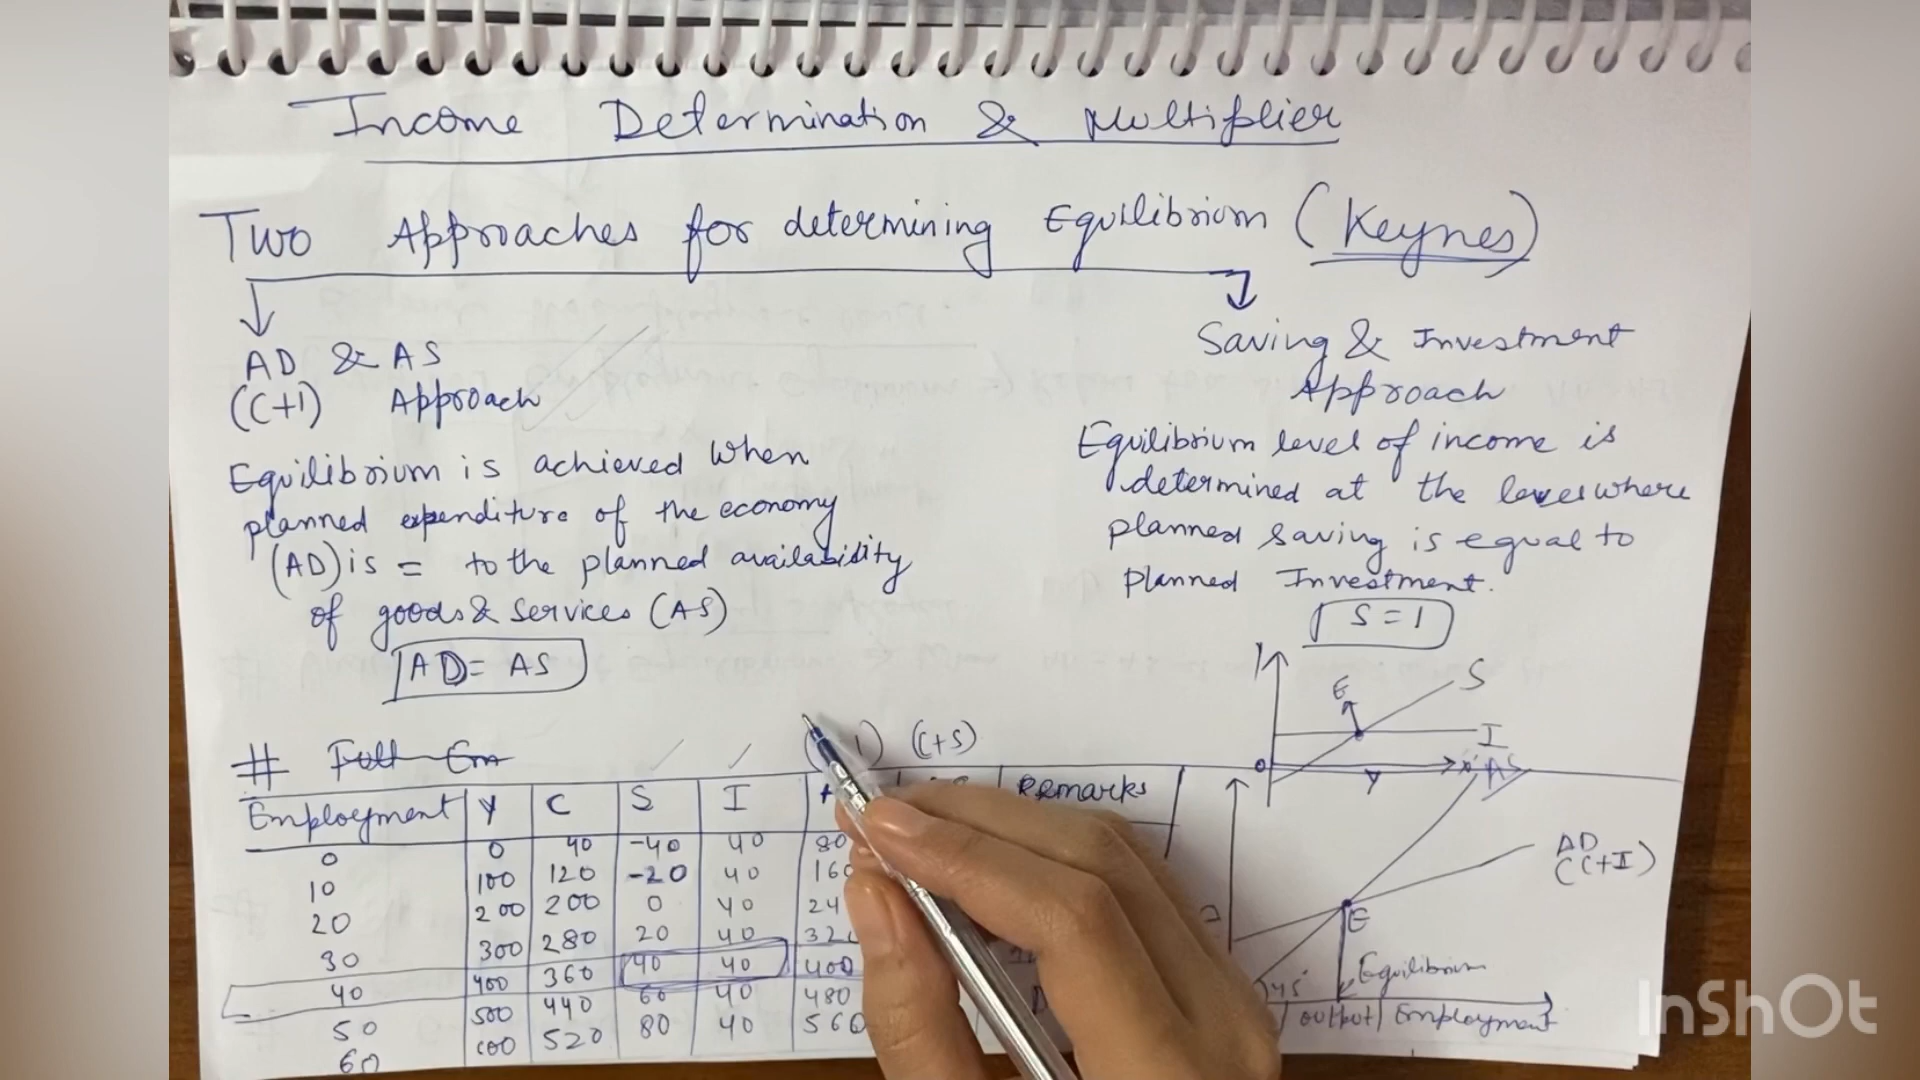 Income Determination & Multiplier
Two Approaches for determining Equilibrium (Keynes)
AD & AS
(C+I) Approach
Equilibrium is achieved when
planned expenditure of the economy
(AD) is = to the planned availability
of goods & services (AS)
AD = AS
Saving & Investment
Approach
Equilibrium level of income is
determined at the level where
planned saving is equal to
planned Investment.
S = I
# Full Em
(C+S)
Employment Y C S I Remarks
0 0 40 -40 40 80
10 100 120 -20 40 160
20 200 200 0 40 24
30 300 280 20 40 320
40 400 360 40 40 400
50 500 440 60 40 480
60 600 520 80 40 560
Y
S
E
I
O
Y
X
AS
AD
C(C+I)
E
45°
Equilibrium
output / Employment
InShOt